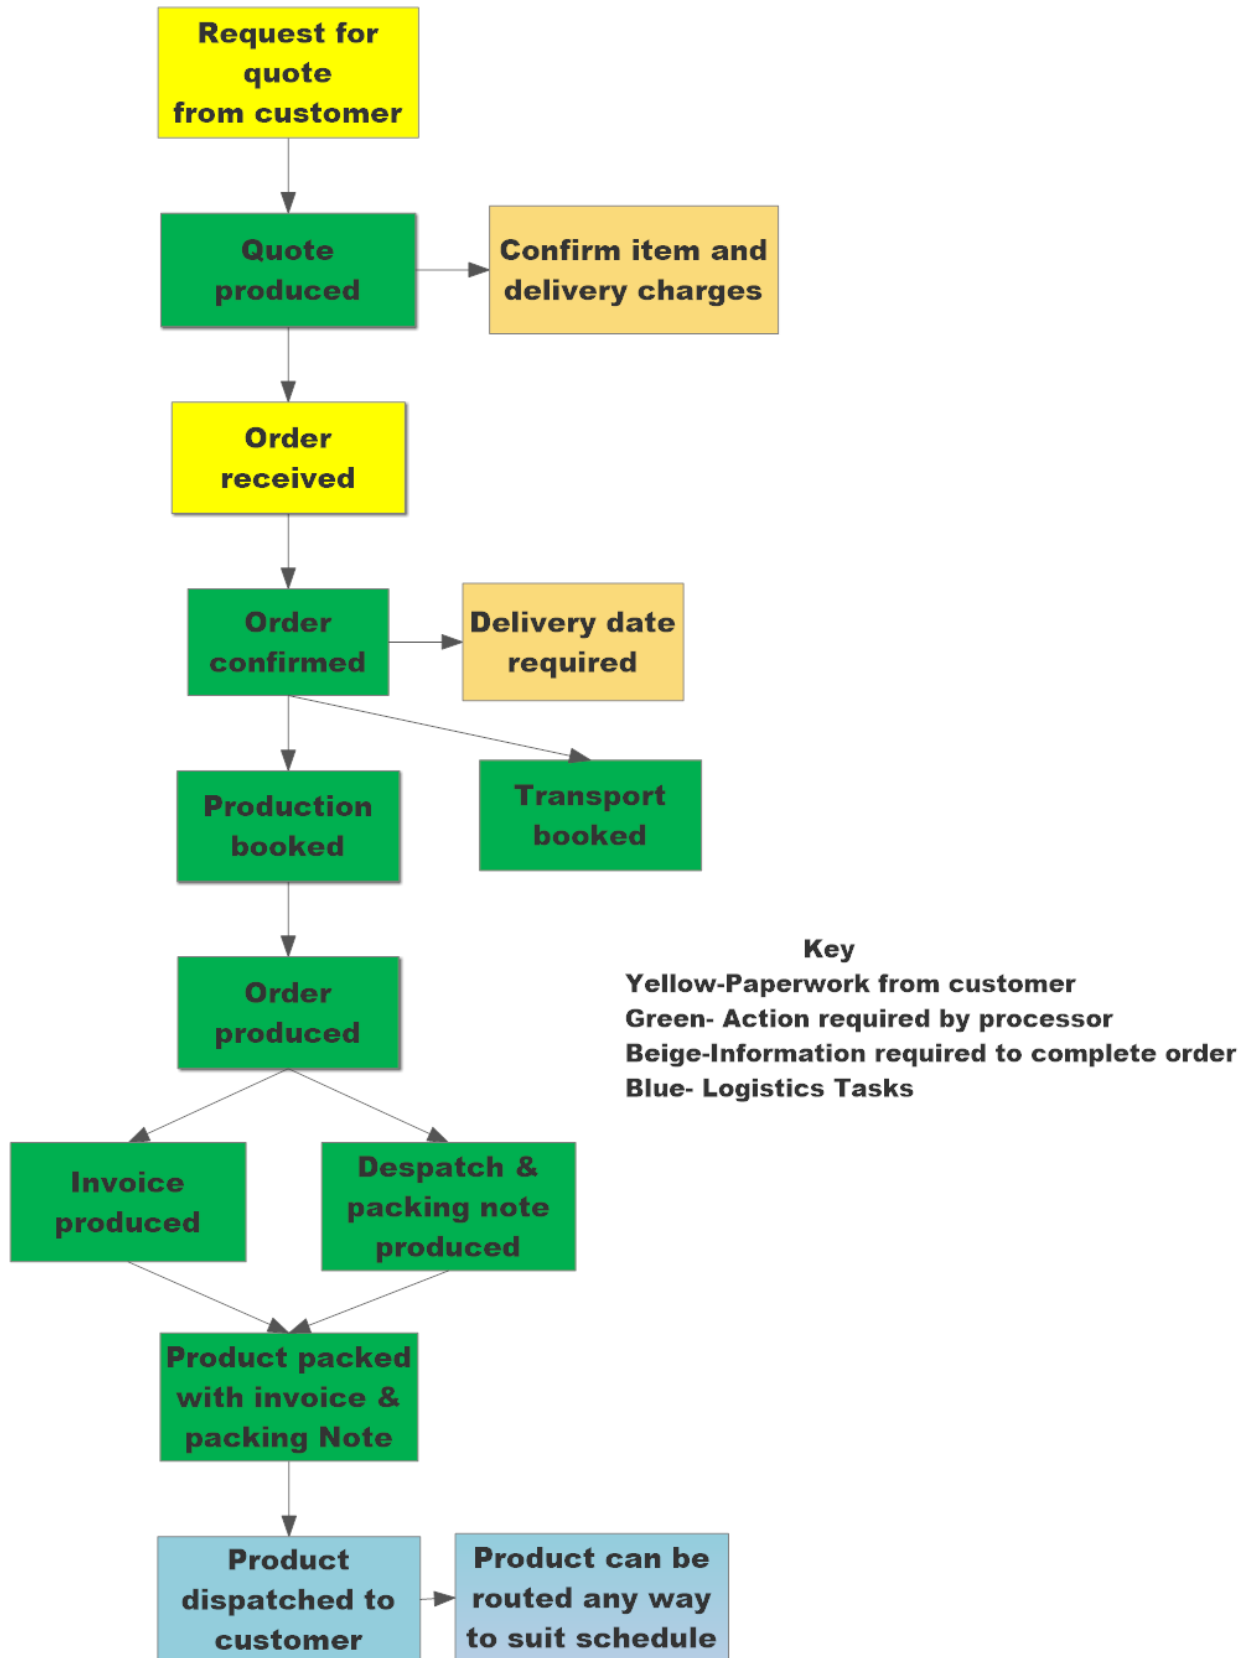 Request for
quote
from customer
Quote
produced
Confirm item and
delivery charges
Order
received
Order
confirmed
Delivery date
required
Production
booked
Transport
booked
Order
produced
Key
Yellow-Paperwork from customer
Green- Action required by processor
Beige-Information required to complete order
Blue- Logistics Tasks
Invoice
produced
Despatch &
packing note
produced
Product packed
with invoice &
packing Note
Product
dispatched to
customer
Product can be
routed any way
to suit schedule